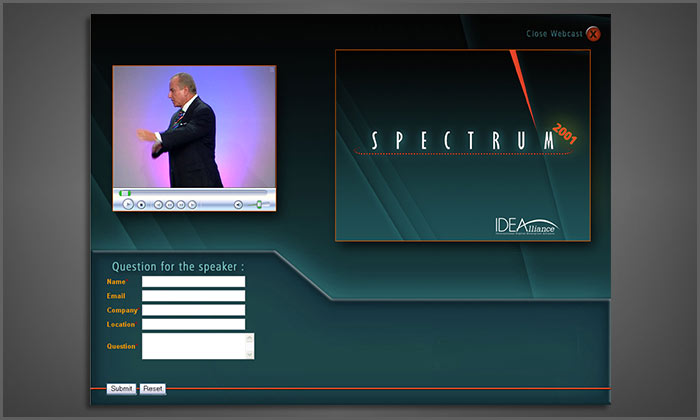 Close Webcast X
SPECTRUM
2001
IDEAlliance
Question for the speaker :
Name
Email
Company
Location
Question
Submit
Reset